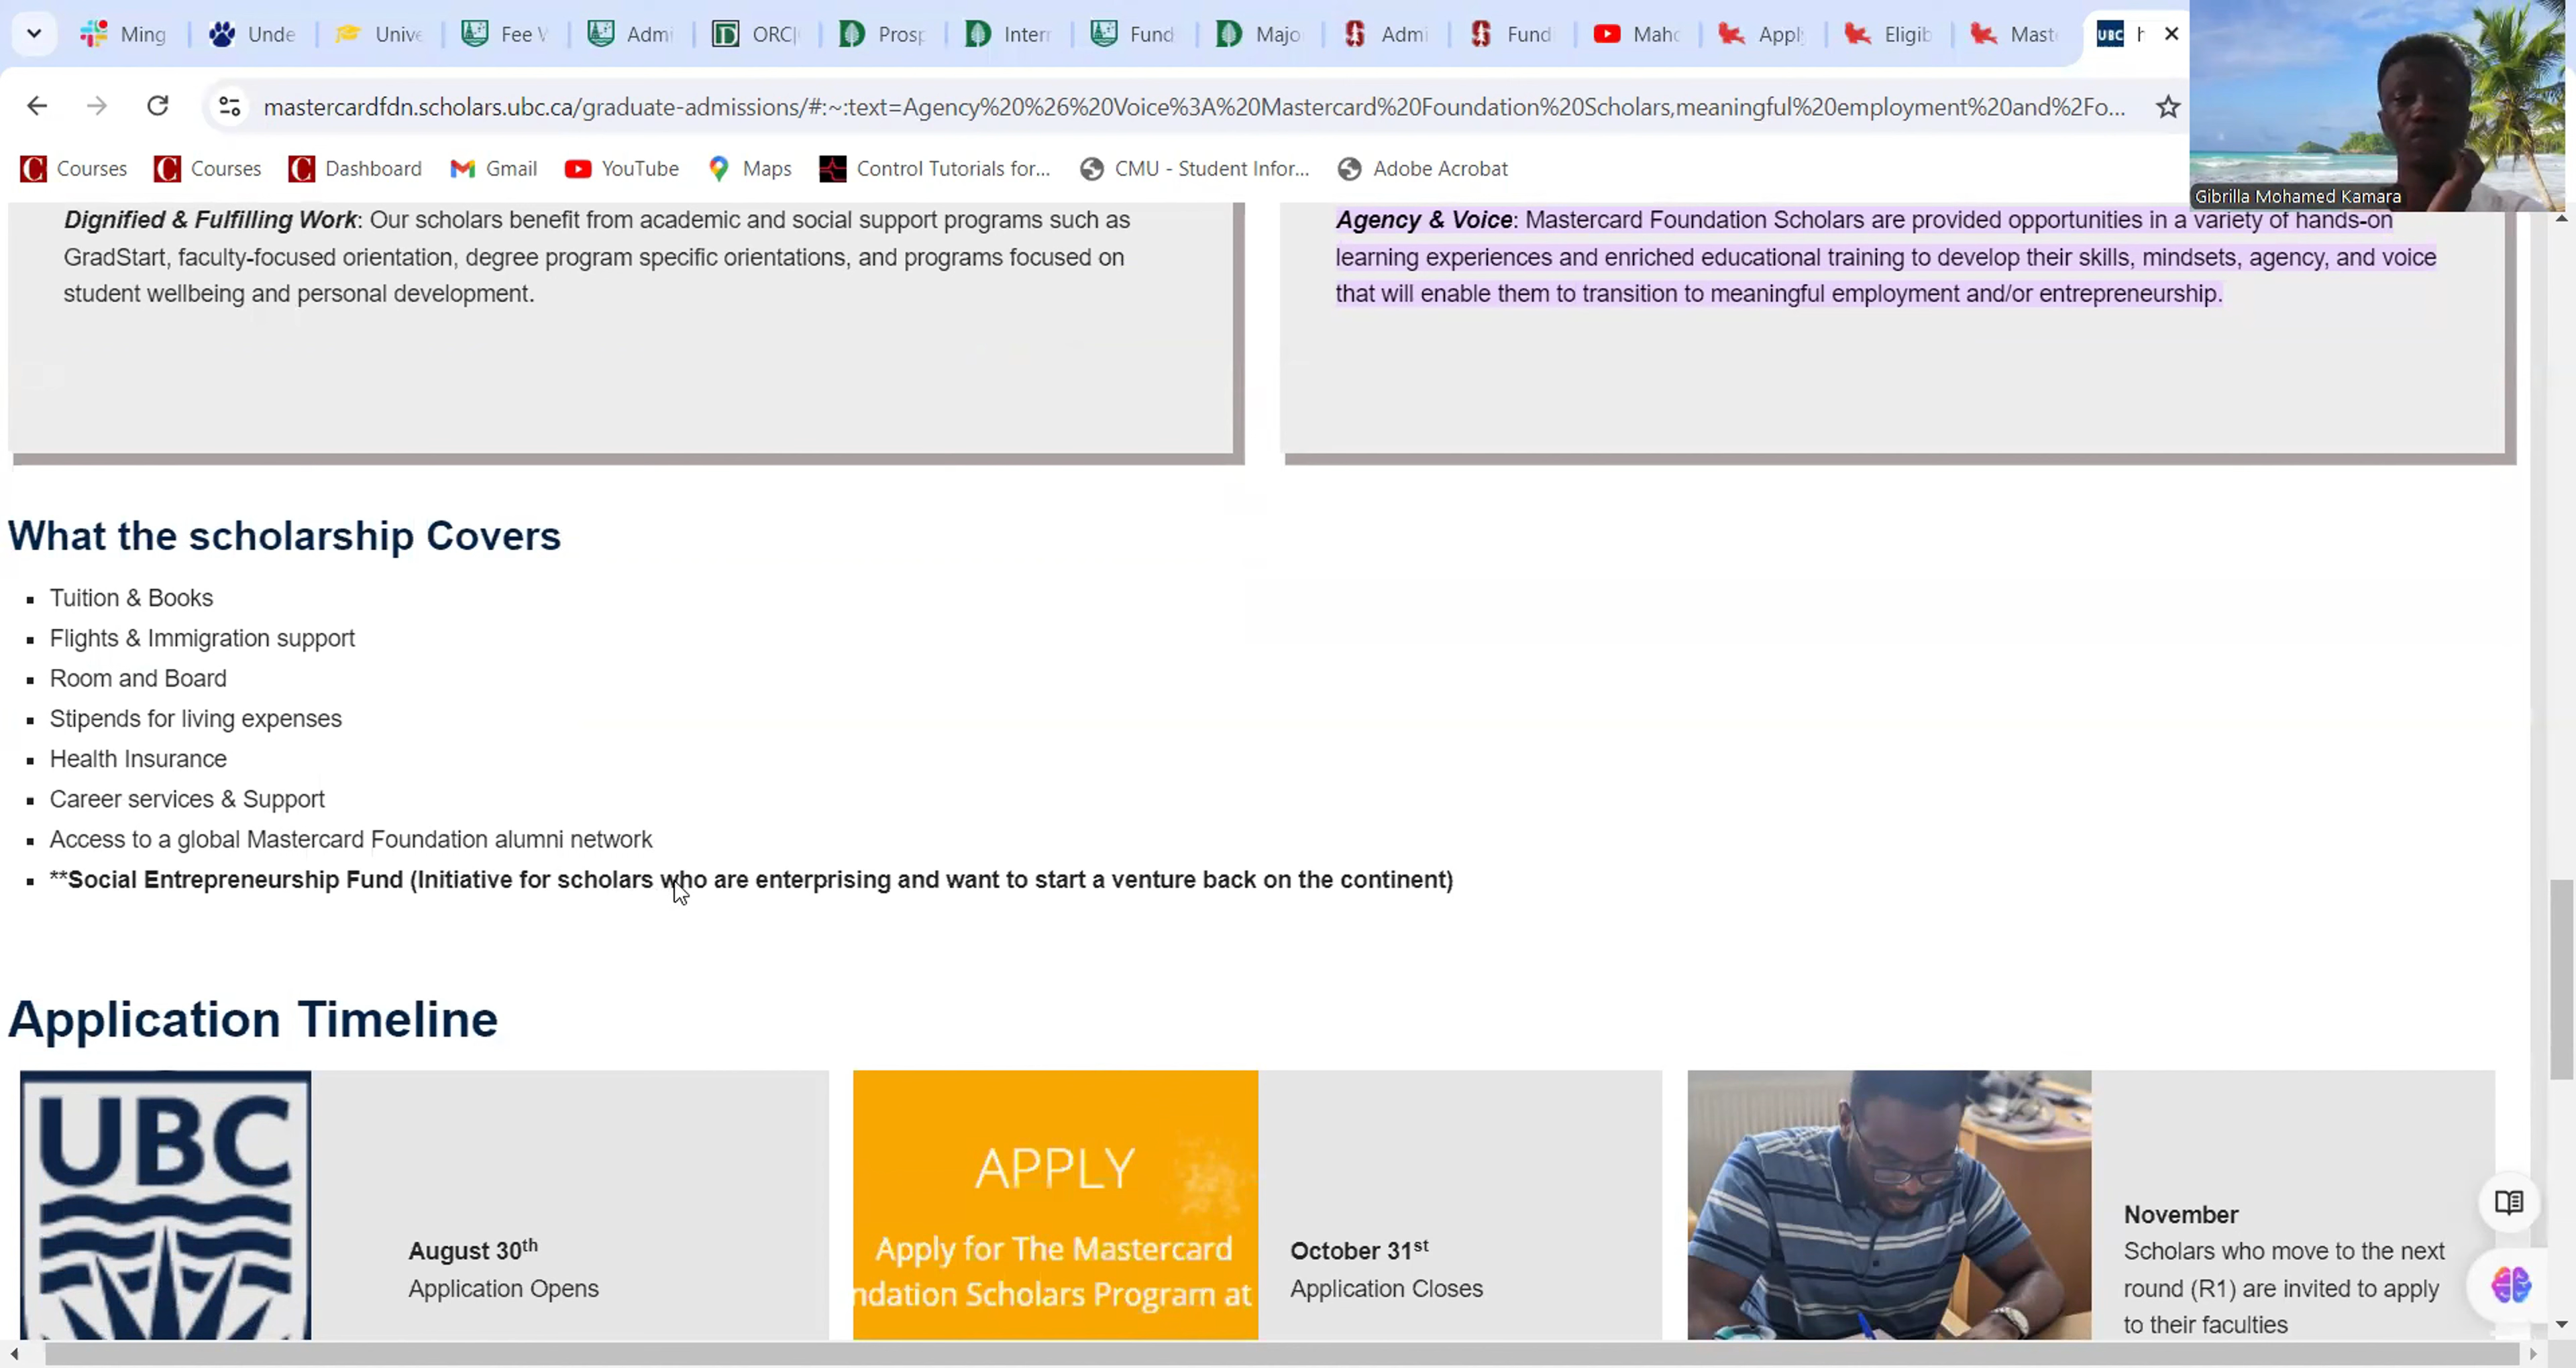 Ming
Unde
Unive
Fee V
Admi
ORC|
Prosp
Intern
Fund
Majo
Admi
Fund
Maho
Apply
Eligib
Maste
UBC
mastercardfdn.scholars.ubc.ca/graduate-admissions/#:~:text=Agency%20%26%20Voice%3A%20Mastercard%20Foundation%20Scholars,meaningful%20employment%20and%2Fo...
Courses
Courses
Dashboard
Gmail
YouTube
Maps
Control Tutorials for...
CMU - Student Infor...
Adobe Acrobat
Gibrilla Mohamed Kamara
Dignified & Fulfilling Work: Our scholars benefit from academic and social support programs such as
GradStart, faculty-focused orientation, degree program specific orientations, and programs focused on
student wellbeing and personal development.
Agency & Voice: Mastercard Foundation Scholars are provided opportunities in a variety of hands-on
learning experiences and enriched educational training to develop their skills, mindsets, agency, and voice
that will enable them to transition to meaningful employment and/or entrepreneurship.
What the scholarship Covers
Tuition & Books
Flights & Immigration support
Room and Board
Stipends for living expenses
Health Insurance
Career services & Support
Access to a global Mastercard Foundation alumni network
**Social Entrepreneurship Fund (Initiative for scholars who are enterprising and want to start a venture back on the continent)
Application Timeline
UBC
August 30th
Application Opens
APPLY
Apply for The Mastercard
ndation Scholars Program at
October 31st
Application Closes
November
Scholars who move to the next
round (R1) are invited to apply
to their faculties